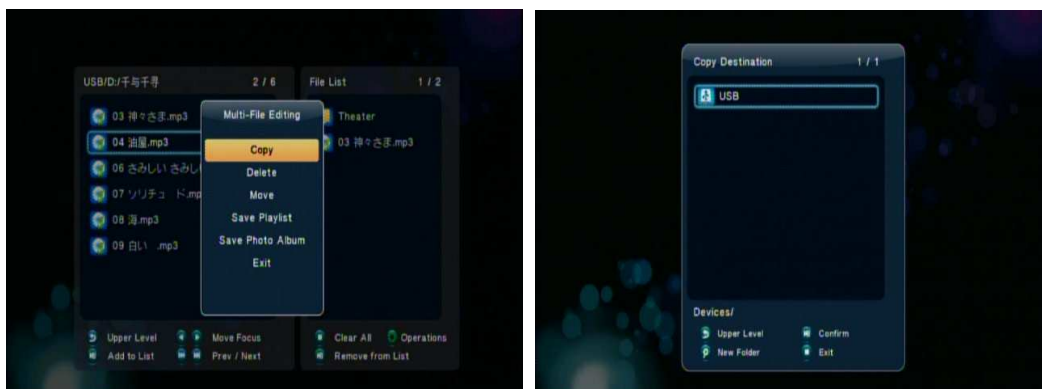 USB/D:/千与千寻 2 / 6
03 神々さま.mp3
04 油屋.mp3
06 さみしい さみし
07 ソリチュ ド.mp
08 海.mp3
09 白い .mp3
Upper Level
Move Focus
Add to List
Prev / Next
Multi-File Editing
Copy
Delete
Move
Save Playlist
Save Photo Album
Exit
File List 1 / 2
Theater
03 神々さま.mp3
Clear All
Operations
Remove from List
Copy Destination 1 / 1
USB
Devices/
Upper Level
Confirm
New Folder
Exit